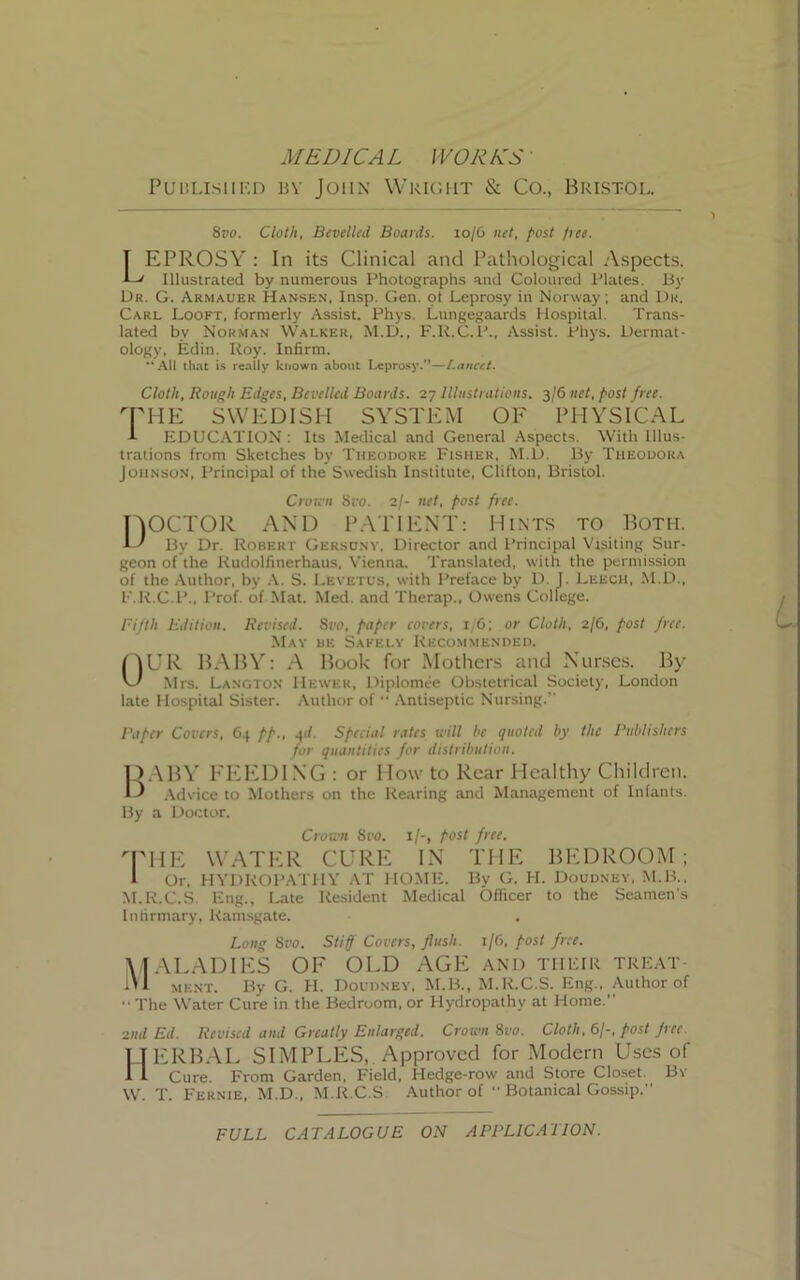 MEDICAL WORKS
PUBLISHED BY JOHN WRIGHT & CO., BRISTOL.
8vo. Cloth, Bevelled Boards. 10/6 net, post free.
LEPROSY : In its Clinical and Pathological Aspects.
Illustrated by numerous Photographs and Coloured Plates. By
DR. G. ARMAUER HANSEN, Insp. Gen. of Leprosy in Norway; and DR.
CARL LOOFT, formerly Assist. Phys. Lungegaards Hospital. Trans-
lated by NORMAN WALKER, M.D., F.R.C.P., Assist. Phys. Dermat-
ology, Edin. Roy. Infirm.
"All that is really known about Leprosy."—Lancet.
Cloth, Rough Edges, Bevelled Boards. 27 Illustrations. 3/6 net, post free.
THE SWEDISH SYSTEM OF PHYSICAL
EDUCATION : Its Medical and General Aspects. With Illus-
trations from Sketches by THEODORE FISHER, M.D. By THEODORA
JOHNSON, Principal of the Swedish Institute, Clifton, Bristol.
Crown 8vo. 2/- net, post free.
DOCTOR AND PATIENT: HINTS TO BOTH.
By Dr. ROBERT GERSUNY, Director and Principal Visiting Sur-
geon of the Rudolfinerhaus, Vienna. Translated, with the permission
of the Author, by A. S. LEVETUS, with Preface by D. J. LEECH, M.D.,
F.R.C.P., Prof. of Mat. Med. and Therap., Owens College.
Fifth Edition. Revised. 8vo, paper covers, 1/6; or Cloth, 2/6, post free.
MAY BE SAFELY RECOMMENDED.
OUR BABY: A Book for Mothers and Nurses. By
Mrs. LANGTON HEWER, Diplomée Obstetrical Society, London
late Hospital Sister. Author of "Antiseptic Nursing."
Paper Covers, 64 pp., 4d. Special rates will be quoted by the Publishers
for quantities for distribution.
BABY FEEDING : or How to Rear Healthy Children.
Advice to Mothers on the Rearing and Management of Infants.
By a Doctor.
Crown 8vo. 1/-, post free.
THE WATER CURE IN THE BEDROOM;
Or, HYDROPATHY AT HOME. By G. H. DOUDNEY, M.B.,
M.R.C.S. Eng., Late Resident Medical Officer to the Seamen's
Infirmary, Ramsgate.
Long 8vo. Stiff Covers, flush. 1/6, post free.
MALADIES OF OLD AGE AND THEIR TREAT-
MENT. By G. H. DOUDNEY, M.B., M.R.C.S. Eng., Author of
"The Water Cure in the Bedroom, or Hydropathy at Home."
2nd Ed. Revised and Greatly Enlarged. Crown 8vo. Cloth, 6/-, post free.
HERBAL SIMPLES, Approved for Modern Uses of
Cure. From Garden, Field, Hedge-row and Store Closet. By
W. T. FERNIE, M.D., M.R.C.S. Author of "Botanical Gossip."
FULL CATALOGUE ON APPLICATION.